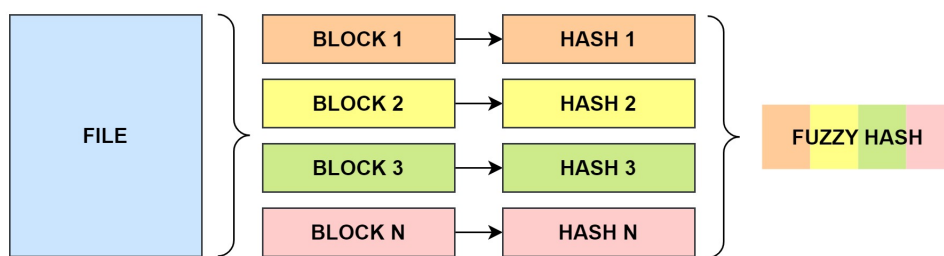 FILE
BLOCK 1
HASH 1
BLOCK 2
HASH 2
BLOCK 3
HASH 3
BLOCK N
HASH N
FUZZY HASH